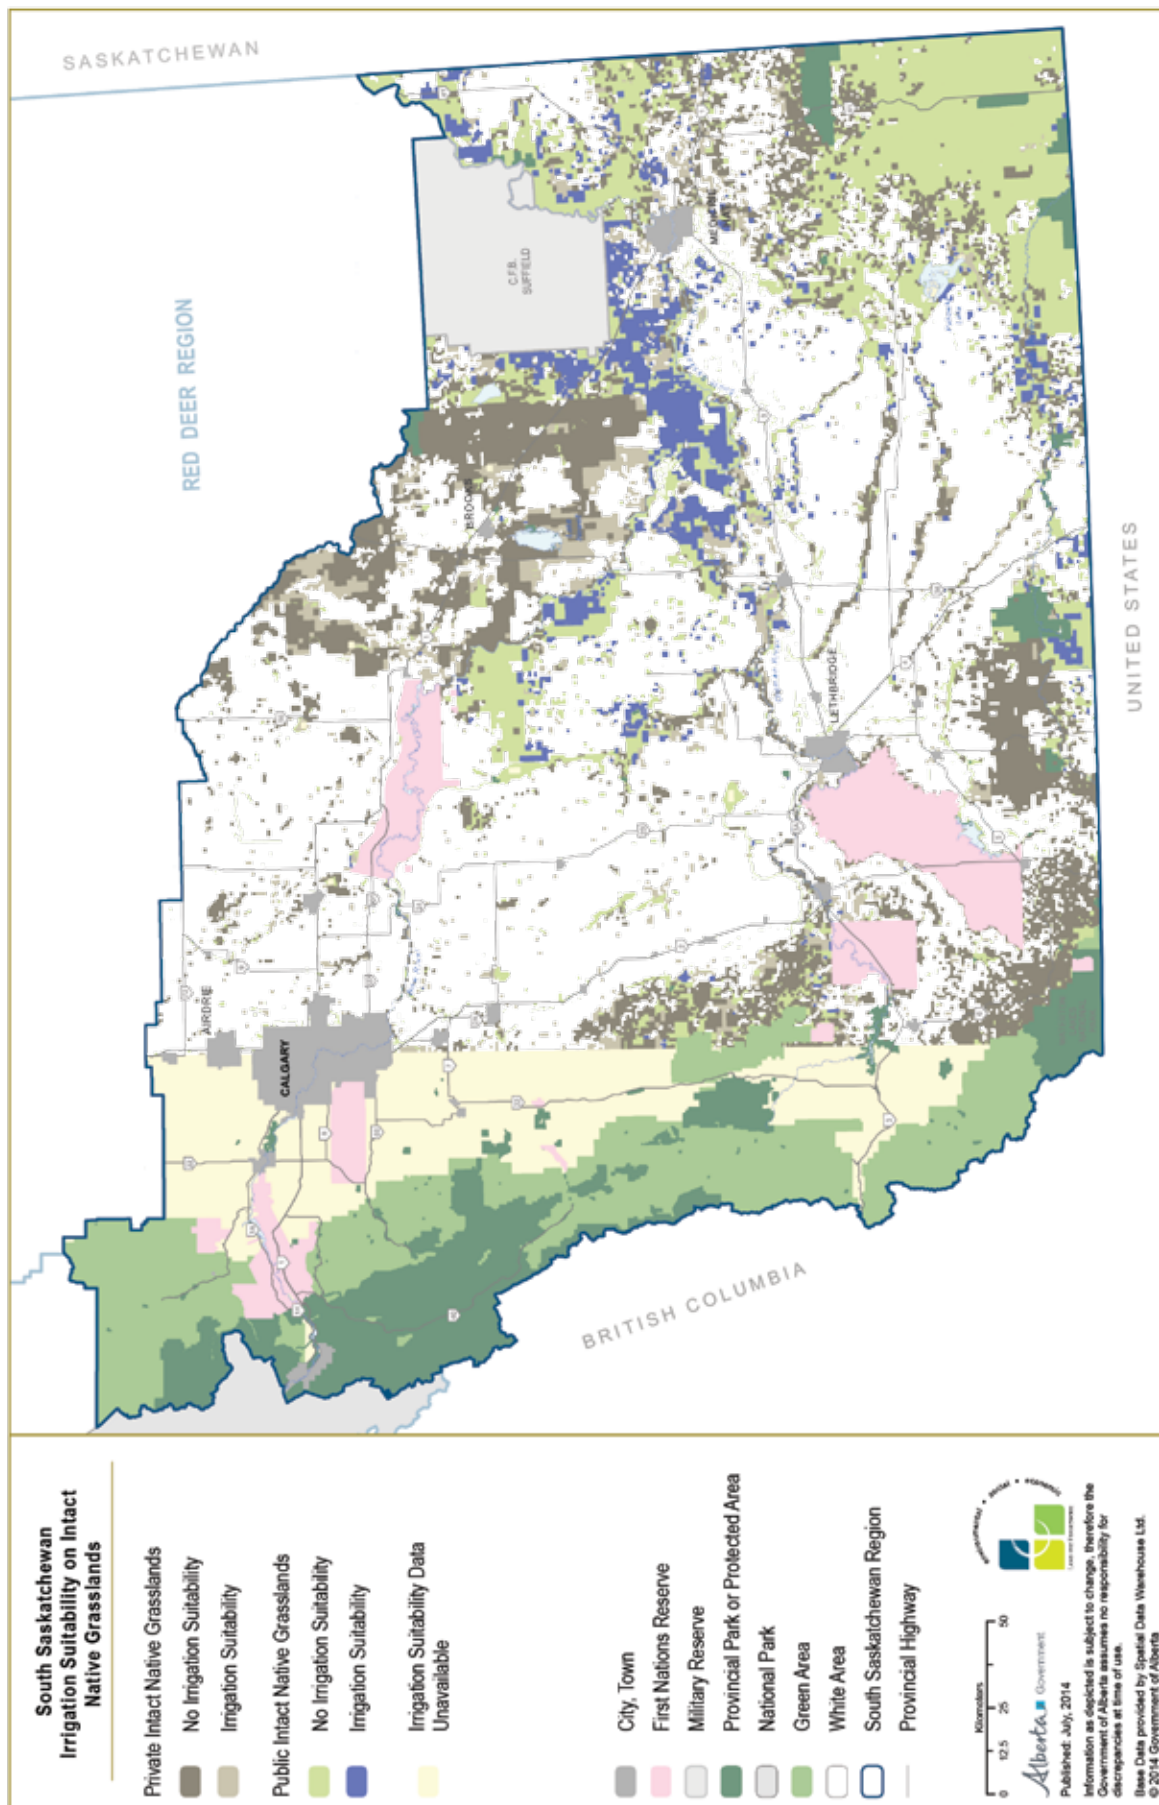 South Saskatchewan
Irrigation Suitability on Intact
Native Grasslands
Private Intact Native Grasslands
No Irrigation Suitability
Irrigation Suitability
Public Intact Native Grasslands
No Irrigation Suitability
Irrigation Suitability
Irrigation Suitability Data
Unavailable
City, Town
First Nations Reserve
Military Reserve
Provincial Park or Protected Area
National Park
Green Area
White Area
South Saskatchewan Region
Provincial Highway
Kilometers
0 12.5 25 50
Alberta Government
environmental • social • economic
Published: July, 2014
Information as depicted is subject to change, therefore the
Government of Alberta assumes no responsibility for
discrepancies at time of use.
Base Data provided by Spatial Data Warehouse Ltd.
© 2014 Government of Alberta
SASKATCHEWAN
RED DEER REGION
C.F.B.
SUFFIELD
MEDICINE
HAT
BROOKS
AIRDRIE
CALGARY
LETHBRIDGE
BRITISH COLUMBIA
UNITED STATES